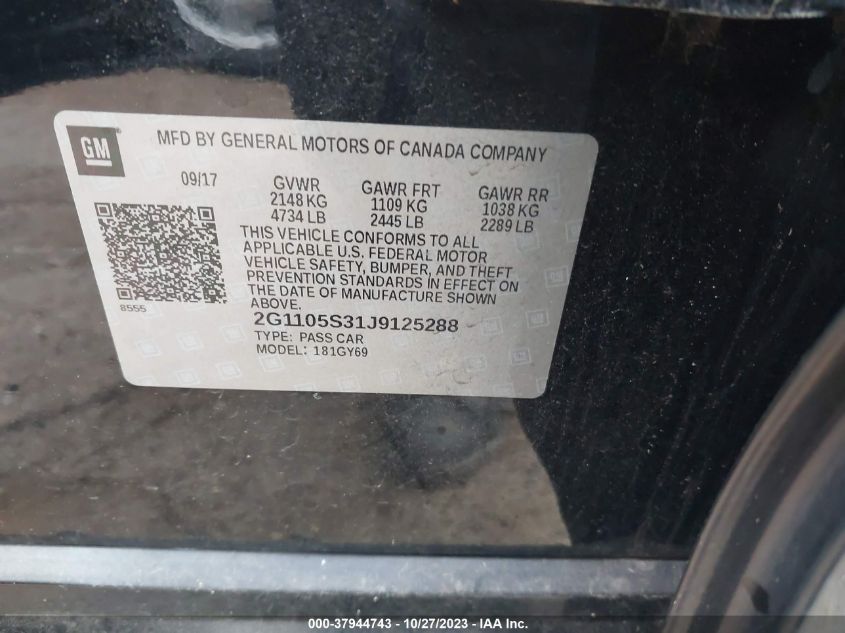 GM
MFD BY GENERAL MOTORS OF CANADA COMPANY
09/17
GVWR
2148 KG
4734 LB
GAWR FRT
1109 KG
2445 LB
GAWR RR
1038 KG
2289 LB
THIS VEHICLE CONFORMS TO ALL
APPLICABLE U.S. FEDERAL MOTOR
VEHICLE SAFETY, BUMPER, AND THEFT
PREVENTION STANDARDS IN EFFECT ON
THE DATE OF MANUFACTURE SHOWN
ABOVE.
8555
2G1105S31J9125288
TYPE: PASS CAR
MODEL: 181GY69
000-37944743 - 10/27/2023 - IAA Inc.